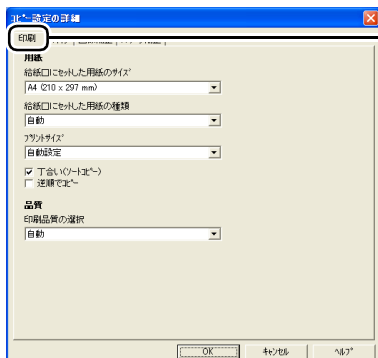 ｺﾋﾟｰ設定の詳細
印刷
用紙
給紙口にセットした用紙のサイズ
A4 (210 x 297 mm)
給紙口にセットした用紙の種類
自動
プリントサイズ
自動設定
丁合い(ソートコピー)
逆順でコピー
品質
印刷品質の選択
自動
OK
キャンセル
ヘルプ